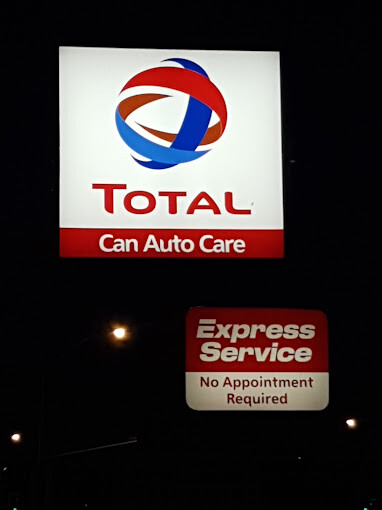 TOTAL
Can Auto Care
Express
Service
No Appointment
Required